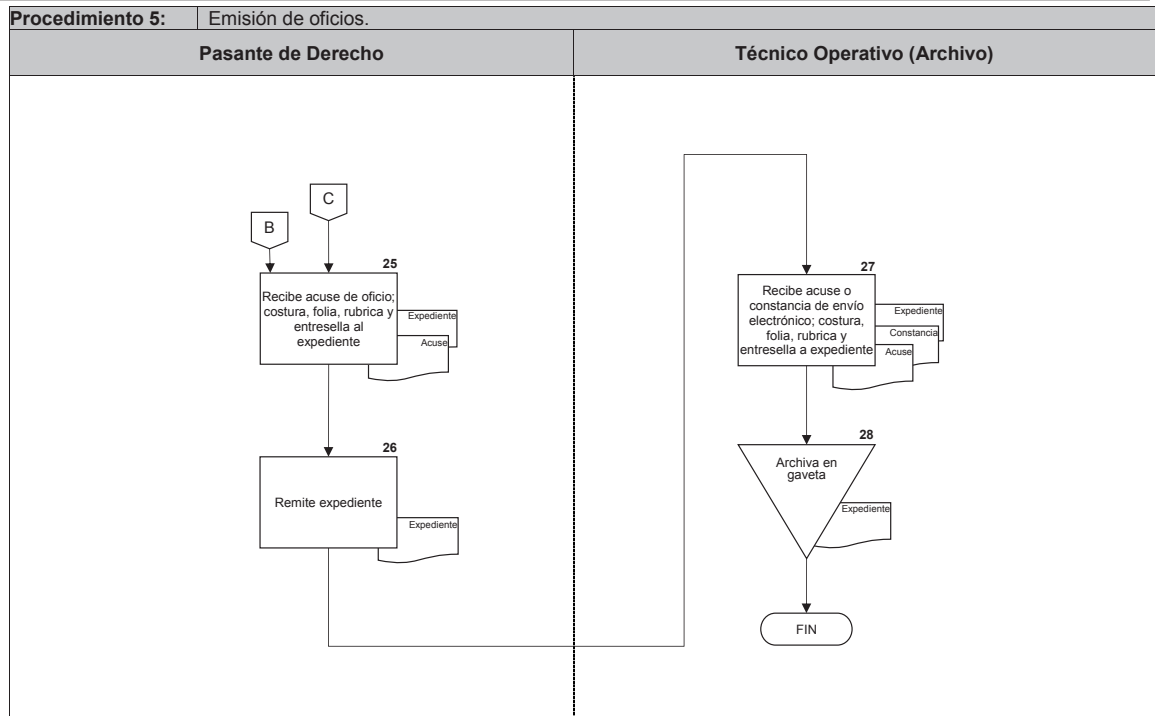 Procedimiento 5: Emisión de oficios.
Pasante de Derecho
Técnico Operativo (Archivo)
C
B
25
Recibe acuse de oficio;
costura, folia, rubrica y
entresella al
expediente
Expediente
Acuse
26
Remite expediente
Expediente
27
Recibe acuse o
constancia de envío
electrónico; costura,
folia, rubrica y
entresella a expediente
Expediente
Constancia
Acuse
28
Archiva en
gaveta
Expediente
FIN